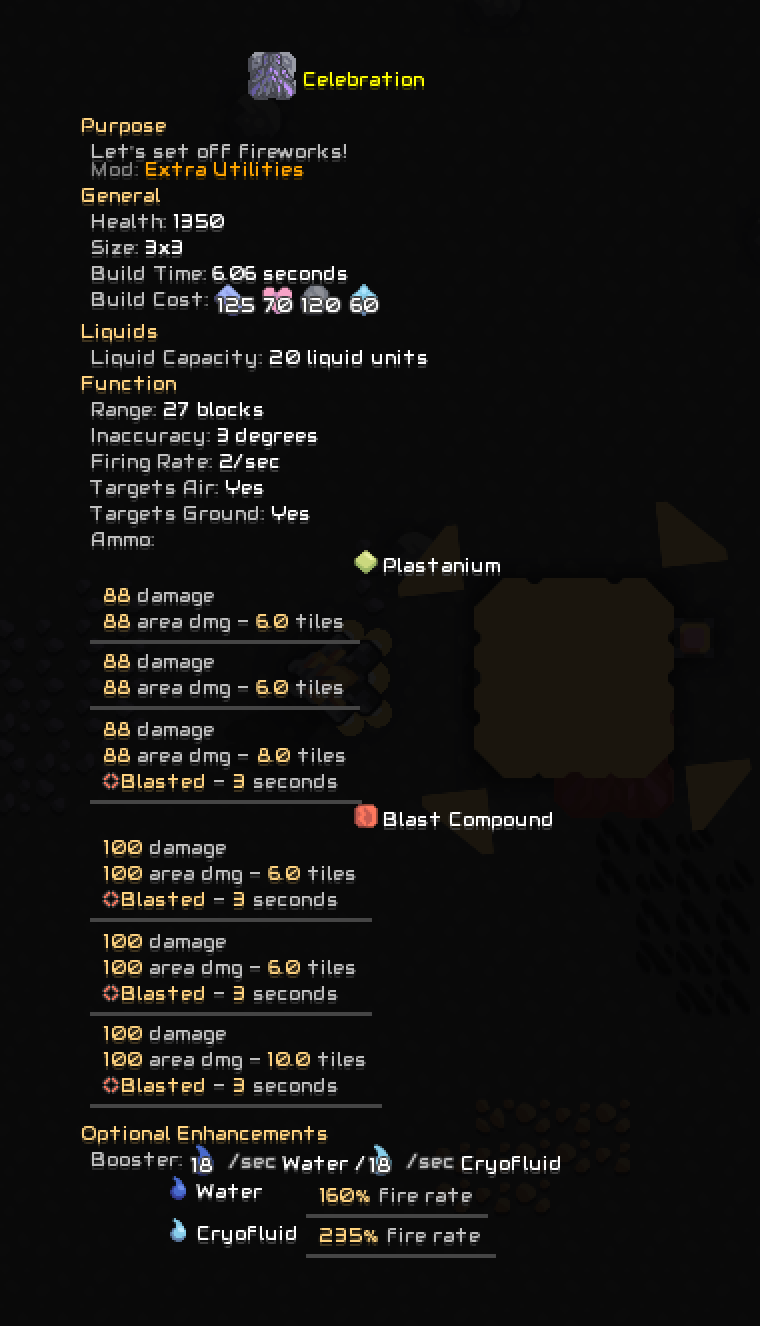 Celebration
Purpose
Let's set off fireworks!
Mod: Extra Utilities
General
Health: 1350
Size: 3x3
Build Time: 6.06 seconds
Build Cost: 125 70 120 60
Liquids
Liquid Capacity: 20 liquid units
Function
Range: 27 blocks
Inaccuracy: 3 degrees
Firing Rate: 2/sec
Targets Air: Yes
Targets Ground: Yes
Ammo:
Plastanium
88 damage
88 area dmg ~ 6.0 tiles
88 damage
88 area dmg ~ 6.0 tiles
88 damage
88 area dmg ~ 8.0 tiles
Blasted ~ 3 seconds
Blast Compound
100 damage
100 area dmg ~ 6.0 tiles
Blasted ~ 3 seconds
100 damage
100 area dmg ~ 6.0 tiles
Blasted ~ 3 seconds
100 damage
100 area dmg ~ 10.0 tiles
Blasted ~ 3 seconds
Optional Enhancements
Booster: 18 /sec Water / 18 /sec Cryofluid
Water 160% fire rate
Cryofluid 235% fire rate